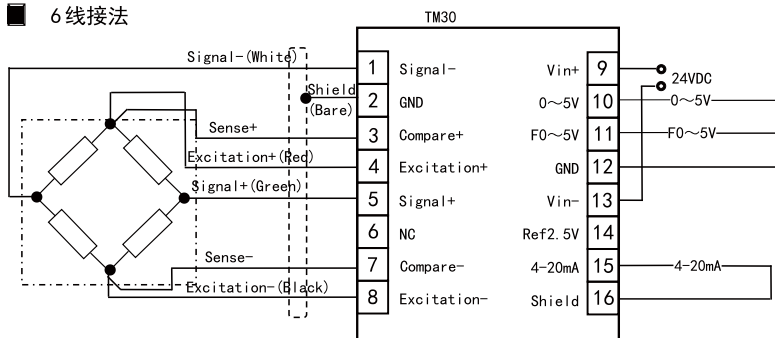 6线接法
TM30
Signal-(White)
Shield
(Bare)
Sense+
Excitation+(Red)
Signal+(Green)
Sense-
Excitation-(Black)
1 Signal-
2 GND
3 Compare+
4 Excitation+
5 Signal+
6 NC
7 Compare-
8 Excitation-
Vin+ 9
0～5V 10
F0～5V 11
GND 12
Vin- 13
Ref2.5V 14
4-20mA 15
Shield 16
24VDC
0～5V
F0～5V
4-20mA